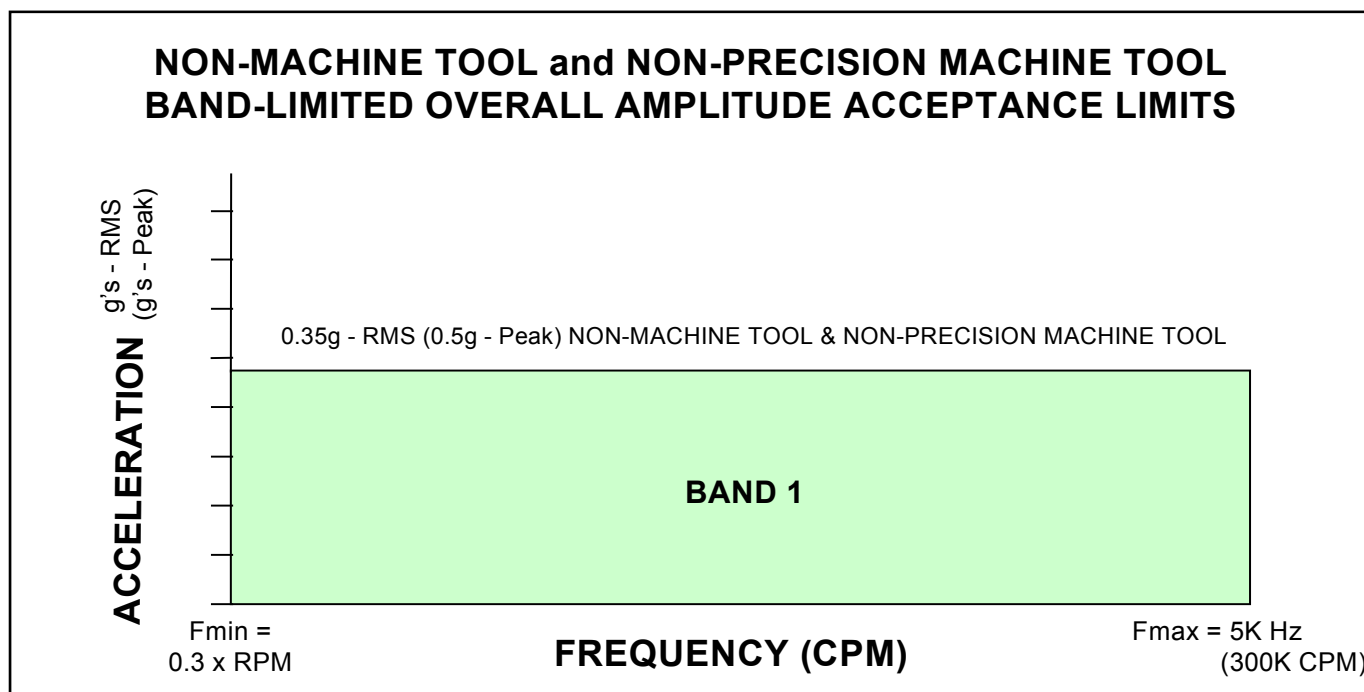 NON-MACHINE TOOL and NON-PRECISION MACHINE TOOL
BAND-LIMITED OVERALL AMPLITUDE ACCEPTANCE LIMITS
ACCELERATION
g's - RMS
(g's - Peak)
0.35g - RMS (0.5g - Peak) NON-MACHINE TOOL & NON-PRECISION MACHINE TOOL
BAND 1
Fmin =
0.3 x RPM
FREQUENCY (CPM)
Fmax = 5K Hz
(300K CPM)